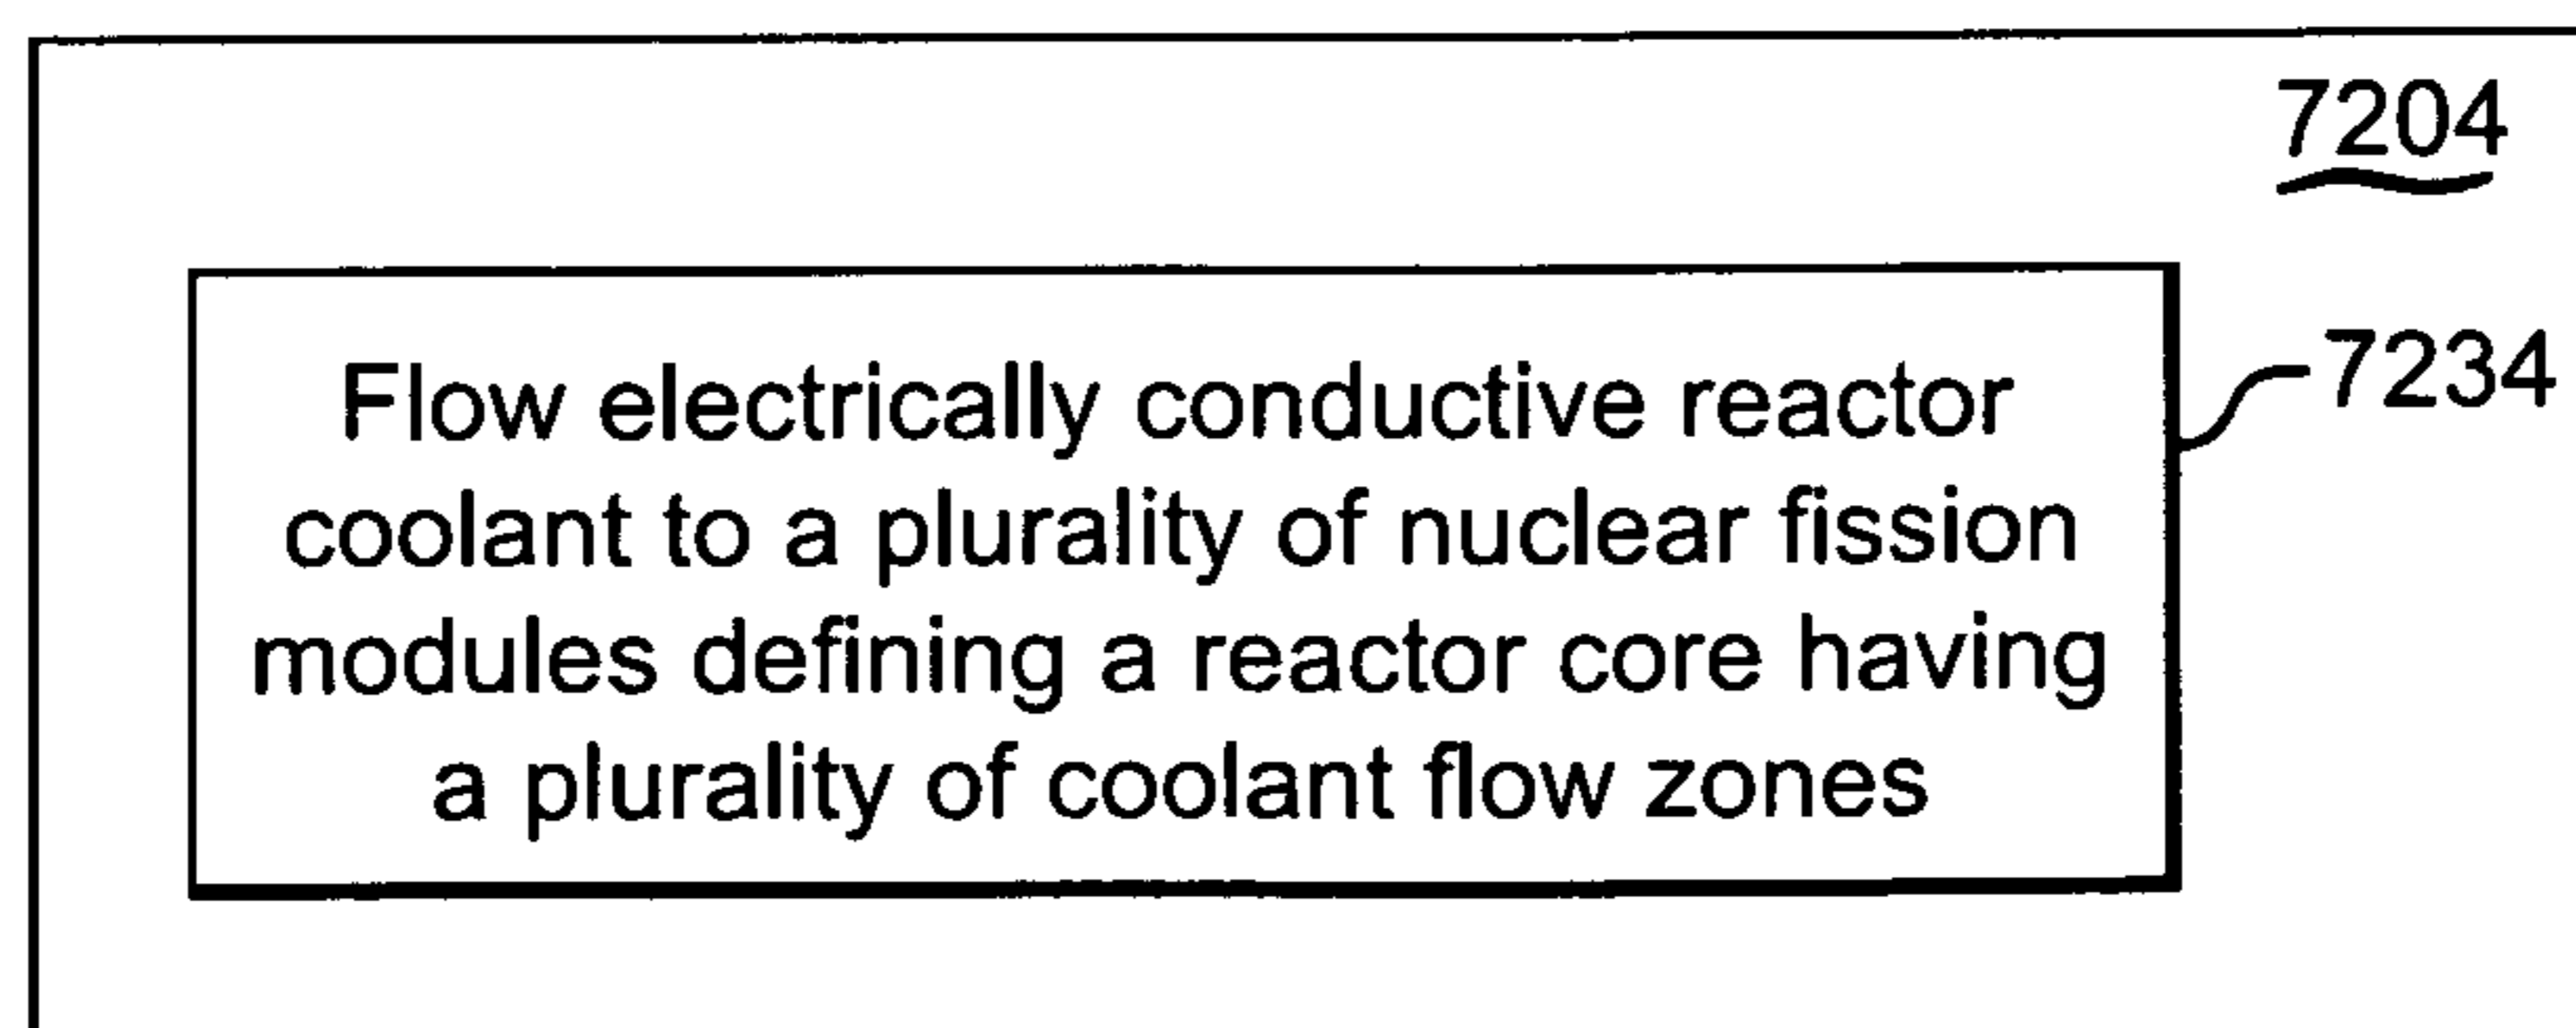 7204
Flow electrically conductive reactor
7234
coolant to a plurality of nuclear fission
modules defining a reactor core having
a plurality of coolant flow zones